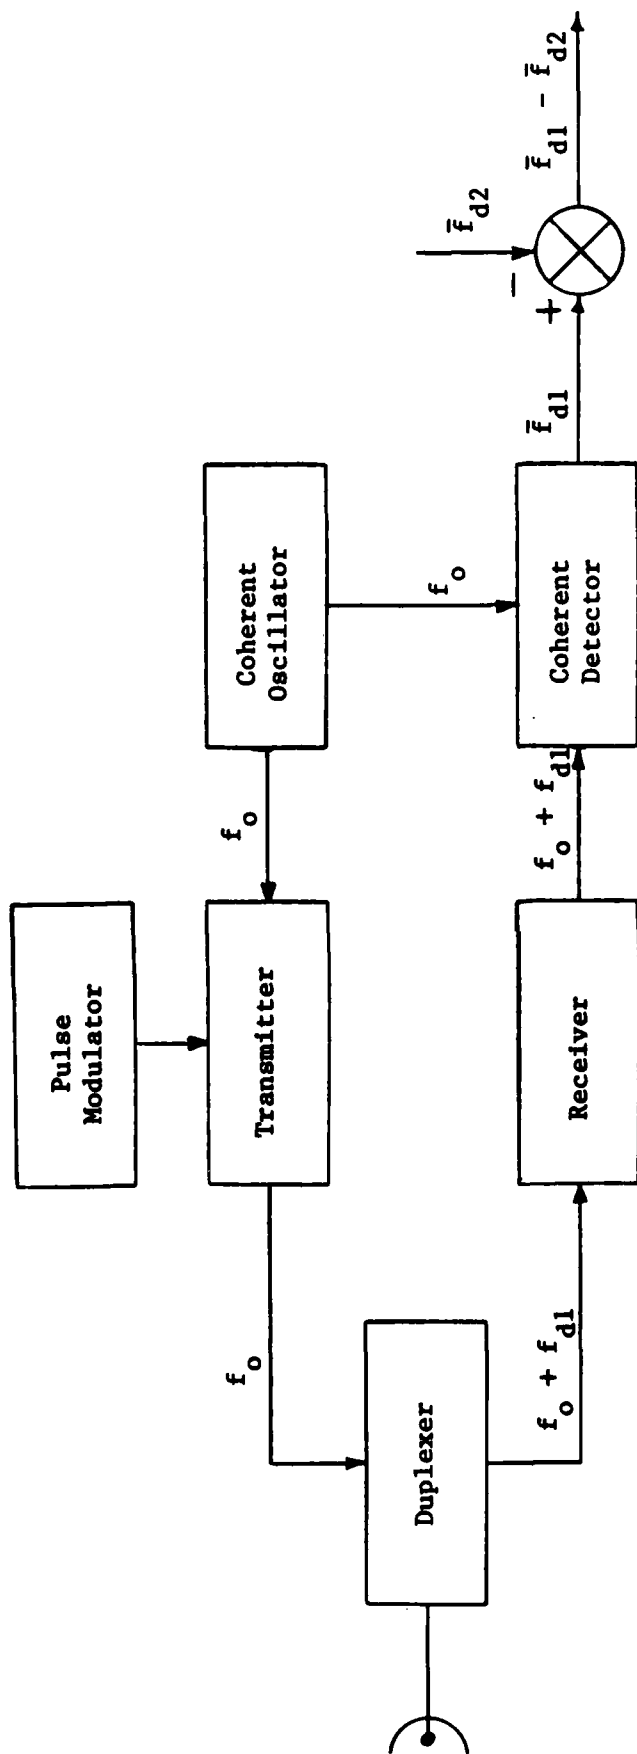 Pulse
Modulator
Transmitter
f_o
Coherent
Oscillator
f_o
f_o
Duplexer
f_o + f_d1
Receiver
f_o + f_d1
Coherent
Detector
f̄_d1
+
-
f̄_d2
f̄_d1 - f̄_d2